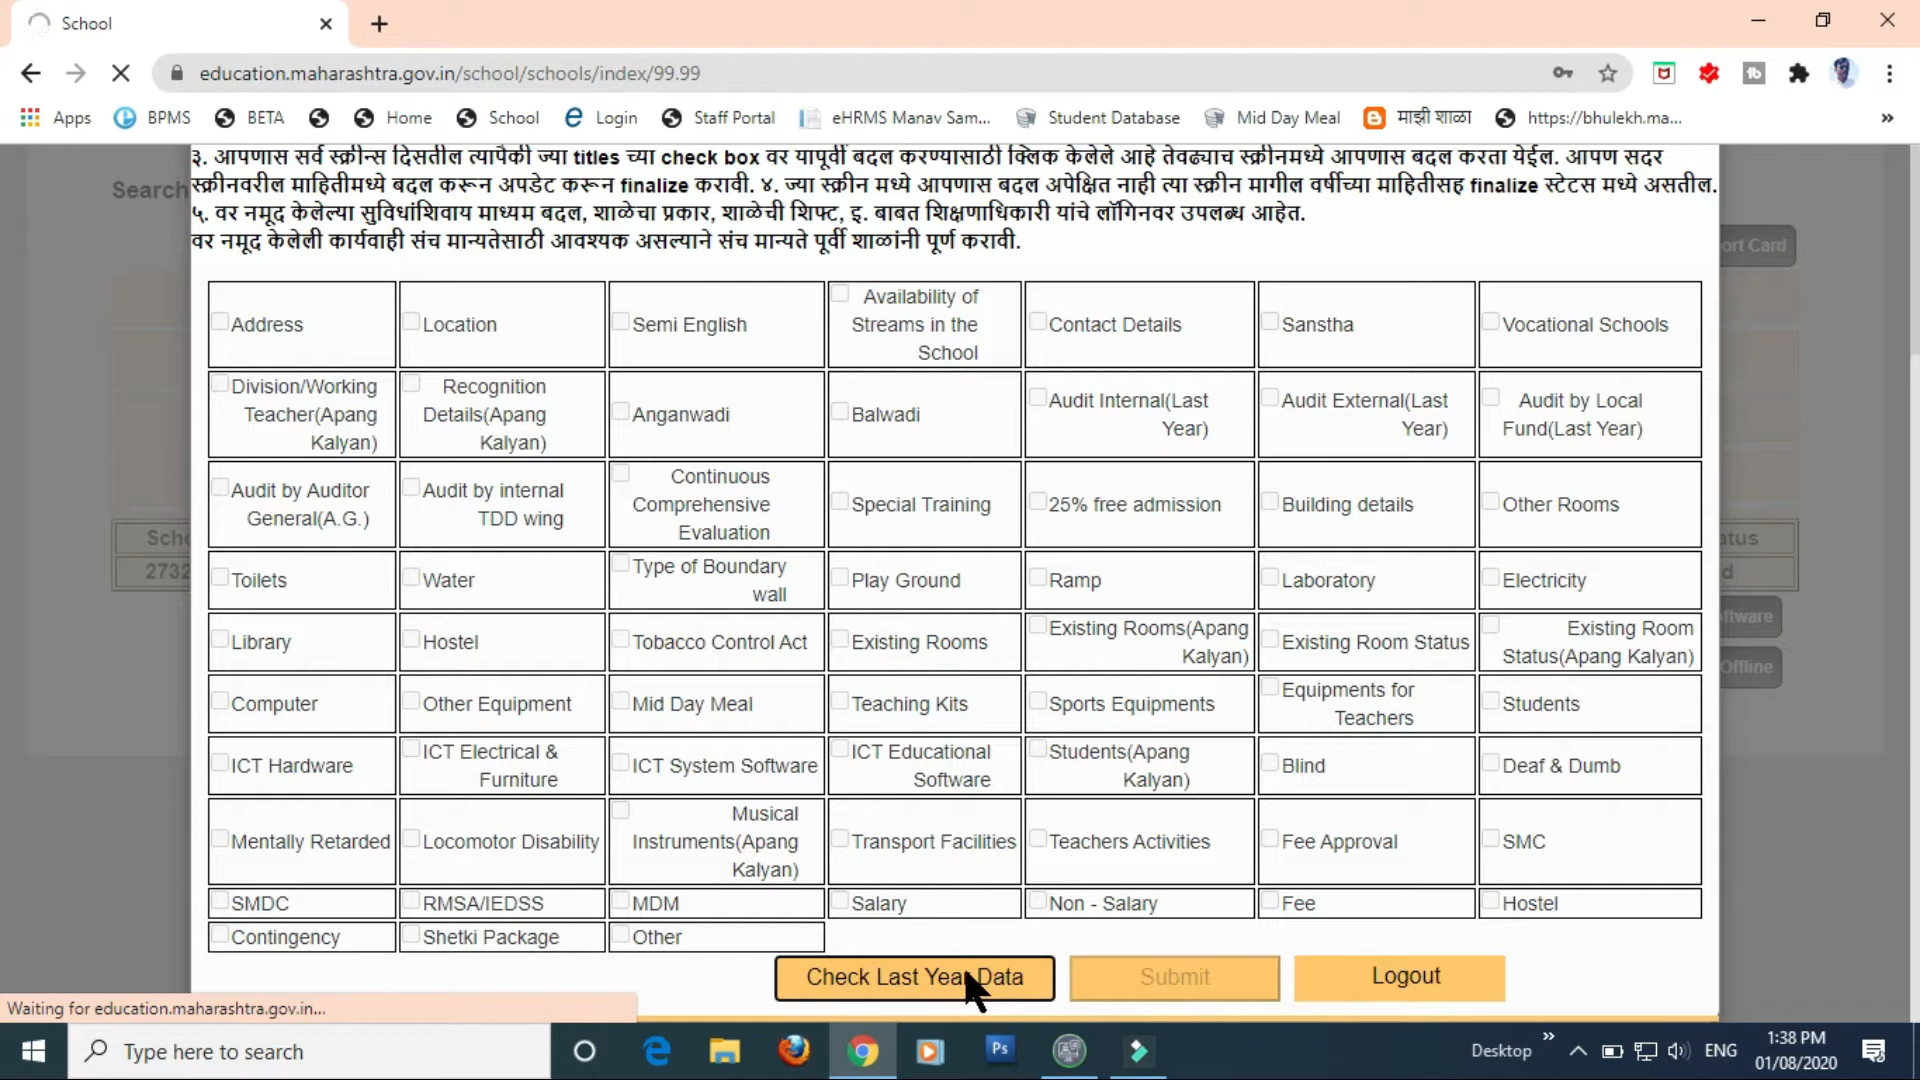 School
education.maharashtra.gov.in/school/schools/index/99.99
Apps BPMS BETA Home School Login Staff Portal eHRMS Manav Sam... Student Database Mid Day Meal माझी शाळा https://bhulekh.ma... »
३. आपणास सर्व स्क्रीन्स दिसतील त्यापैकी ज्या titles च्या check box वर यापूर्वी बदल करण्यासाठी क्लिक केलेले आहे तेवढ्याच स्क्रीनमध्ये आपणास बदल करता येईल. आपण सदर
Search स्क्रीनवरील माहितीमध्ये बदल करून अपडेट करून finalize करावी. ४. ज्या स्क्रीन मध्ये आपणास बदल अपेक्षित नाही त्या स्क्रीन मागील वर्षीच्या माहितीसह finalize स्टेटस मध्ये असतील.
५. वर नमूद केलेल्या सुविधांशिवाय माध्यम बदल, शाळेचा प्रकार, शाळेची शिफ्ट, इ. बाबत शिक्षणाधिकारी यांचे लॉगिनवर उपलब्ध आहेत.
वर नमूद केलेली कार्यवाही संच मान्यतेसाठी आवश्यक असल्याने संच मान्यते पूर्वी शाळांनी पूर्ण करावी.
ort Card
Address Location Semi English Availability of Streams in the School Contact Details Sanstha Vocational Schools
Division/Working Teacher(Apang Kalyan) Recognition Details(Apang Kalyan) Anganwadi Balwadi Audit Internal(Last Year) Audit External(Last Year) Audit by Local Fund(Last Year)
Audit by Auditor General(A.G.) Audit by internal TDD wing Continuous Comprehensive Evaluation Special Training 25% free admission Building details Other Rooms
Scho atus
2732 d
Toilets Water Type of Boundary wall Play Ground Ramp Laboratory Electricity
ftware
Library Hostel Tobacco Control Act Existing Rooms Existing Rooms(Apang Kalyan) Existing Room Status Existing Room Status(Apang Kalyan)
Offline
Computer Other Equipment Mid Day Meal Teaching Kits Sports Equipments Equipments for Teachers Students
ICT Hardware ICT Electrical & Furniture ICT System Software ICT Educational Software Students(Apang Kalyan) Blind Deaf & Dumb
Mentally Retarded Locomotor Disability Musical Instruments(Apang Kalyan) Transport Facilities Teachers Activities Fee Approval SMC
SMDC RMSA/IEDSS MDM Salary Non - Salary Fee Hostel
Contingency Shetki Package Other
Check Last Year Data Submit Logout
Waiting for education.maharashtra.gov.in...
Type here to search Ps Desktop » ENG 1:38 PM
01/08/2020